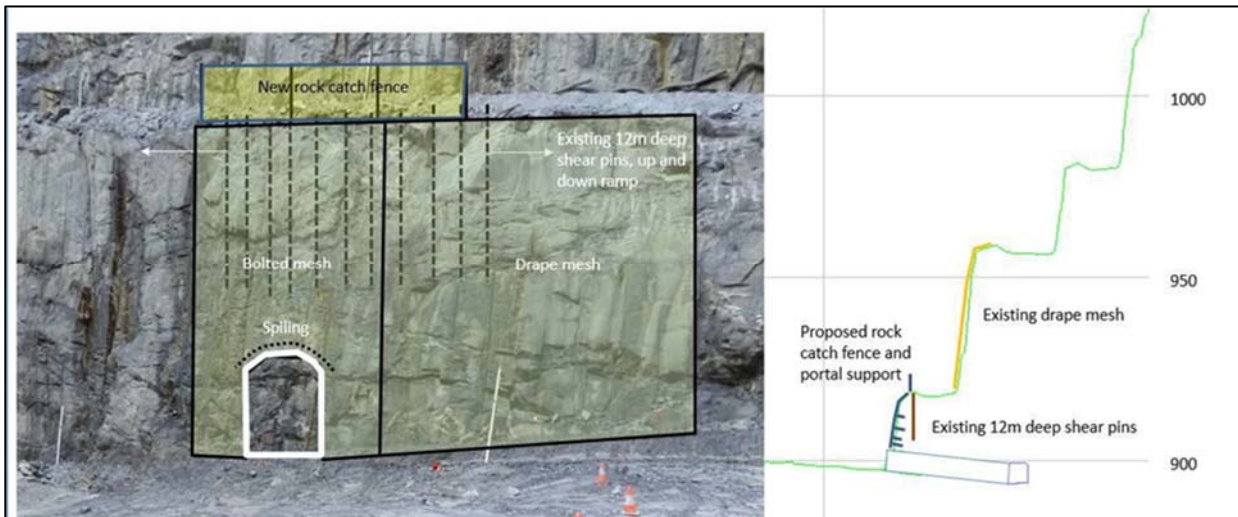 New rock catch fence
Existing 12m deep
shear pins, up and
down ramp
Bolted mesh
Drape mesh
Spiling
1000
950
Existing drape mesh
Proposed rock
catch fence and
portal support
Existing 12m deep shear pins
900